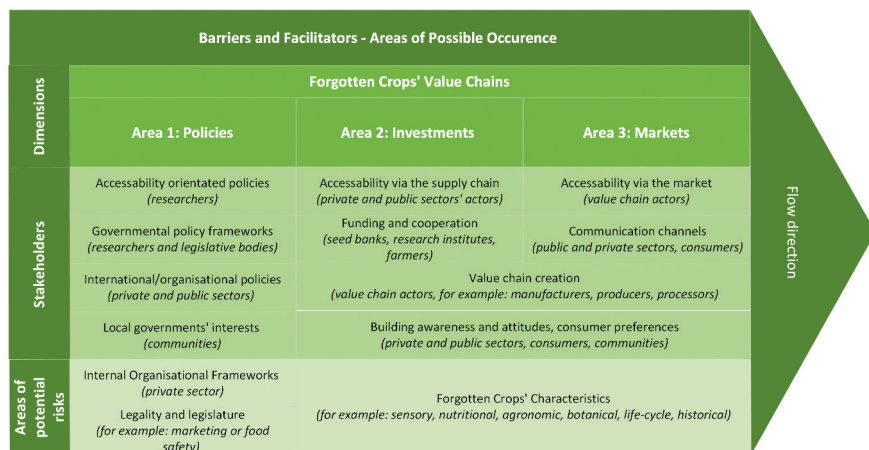 Barriers and Facilitators - Areas of Possible Occurence
Dimensions
Forgotten Crops' Value Chains
Area 1: Policies
Area 2: Investments
Area 3: Markets
Stakeholders
Accessability orientated policies
(researchers)
Accessability via the supply chain
(private and public sectors' actors)
Accessability via the market
(value chain actors)
Governmental policy frameworks
(researchers and legislative bodies)
Funding and cooperation
(seed banks, research institutes,
farmers)
Communication channels
(public and private sectors, consumers)
International/organisational policies
(private and public sectors)
Value chain creation
(value chain actors, for example: manufacturers, producers, processors)
Local governments' interests
(communities)
Building awareness and attitudes, consumer preferences
(private and public sectors, consumers, communities)
Areas of
potential
risks
Internal Organisational Frameworks
(private sector)
Legality and legislature
(for example: marketing or food
safety)
Forgotten Crops' Characteristics
(for example: sensory, nutritional, agronomic, botanical, life-cycle, historical)
Flow direction